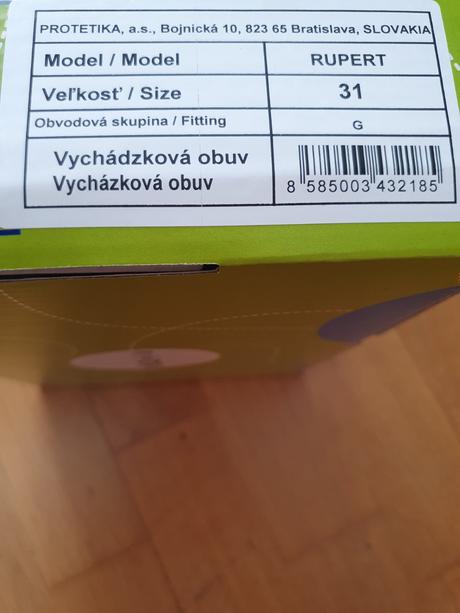 PROTETIKA, a.s., Bojnická 10, 823 65 Bratislava, SLOVAKIA
Model / Model RUPERT
Veľkosť / Size 31
Obvodová skupina / Fitting G
Vychádzková obuv
Vycházková obuv
8 585003 432185